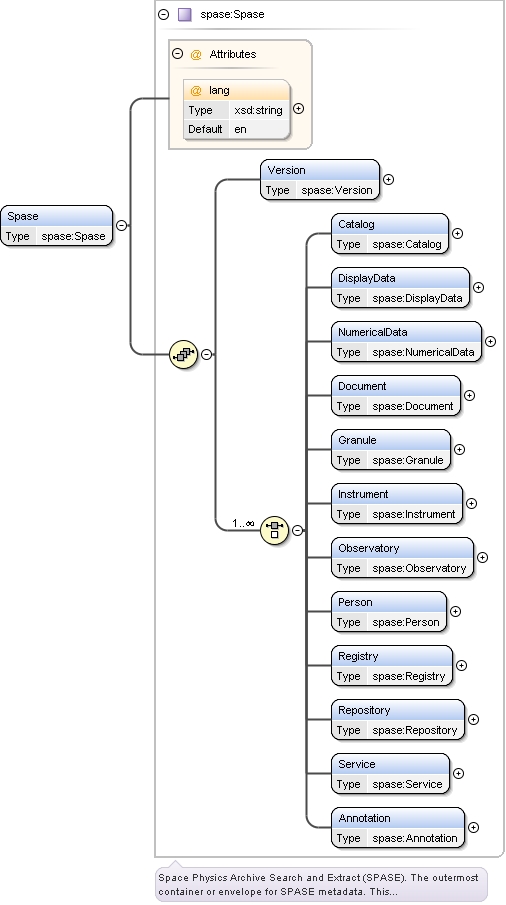 spase:Spase
@ Attributes
@ lang
Type xsd:string
Default en
Version
Type spase:Version
Spase
Type spase:Spase
Catalog
Type spase:Catalog
DisplayData
Type spase:DisplayData
NumericalData
Type spase:NumericalData
Document
Type spase:Document
Granule
Type spase:Granule
1..∞
Instrument
Type spase:Instrument
Observatory
Type spase:Observatory
Person
Type spase:Person
Registry
Type spase:Registry
Repository
Type spase:Repository
Service
Type spase:Service
Annotation
Type spase:Annotation
Space Physics Archive Search and Extract (SPASE). The outermost
container or envelope for SPASE metadata. This...